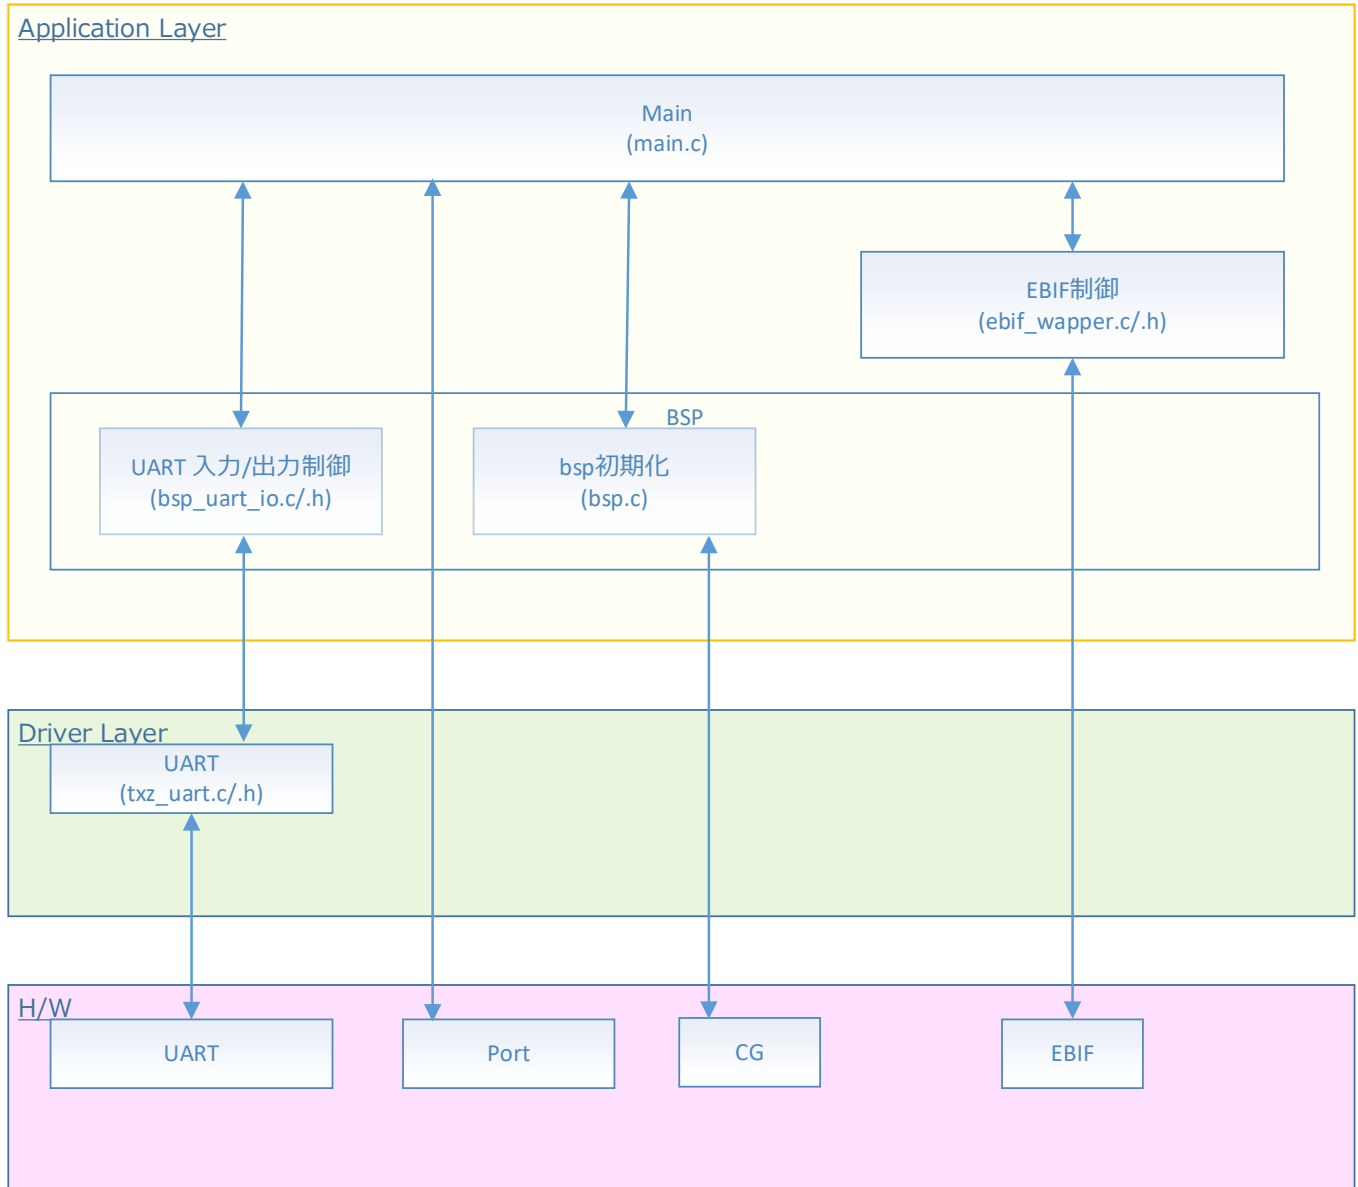 Application Layer
Main
(main.c)
EBIF制御
(ebif_wapper.c/.h)
BSP
UART 入力/出力制御
(bsp_uart_io.c/.h)
bsp初期化
(bsp.c)
Driver Layer
UART
(txz_uart.c/.h)
H/W
UART
Port
CG
EBIF